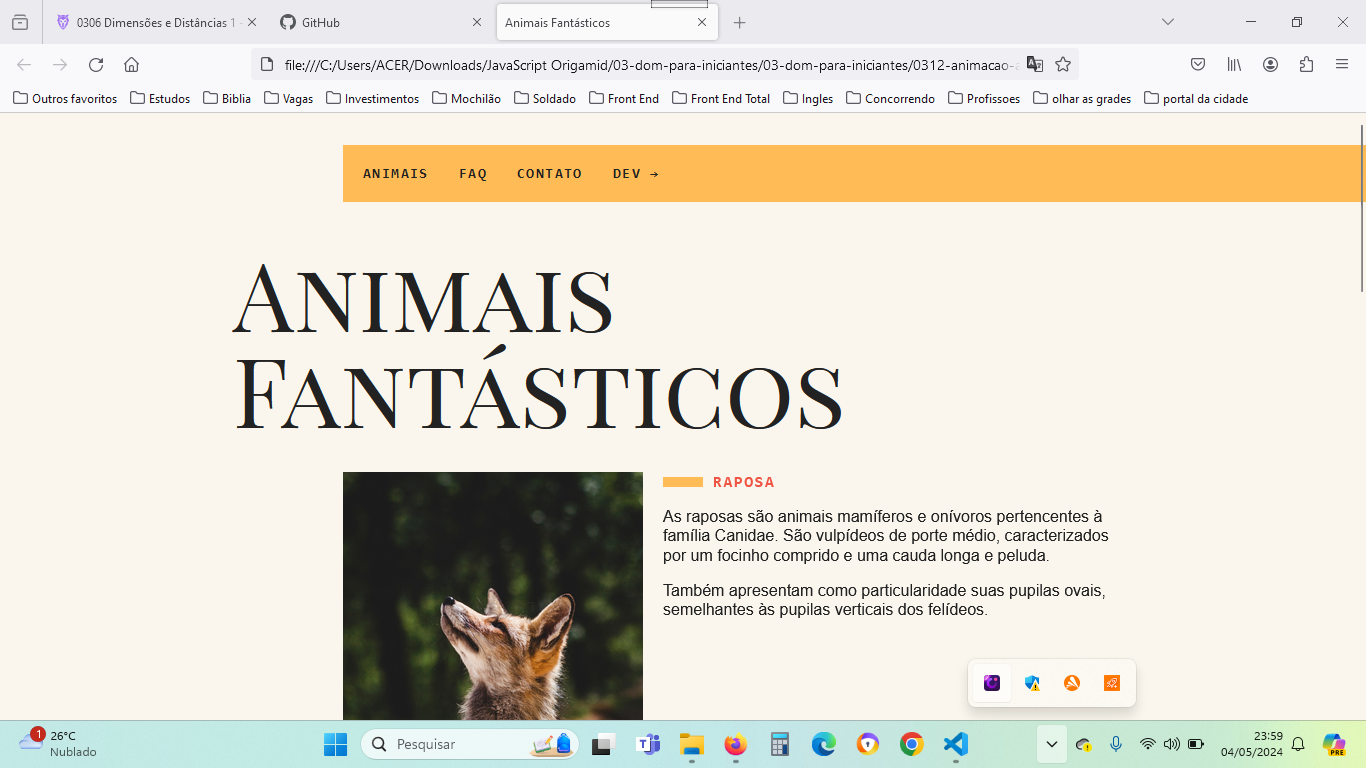 0306 Dimensões e Distâncias 1 -
GitHub
Animais Fantásticos
file:///C:/Users/ACER/Downloads/JavaScript Origamid/03-dom-para-iniciantes/03-dom-para-iniciantes/0312-animacao-
Outros favoritos
Estudos
Biblia
Vagas
Investimentos
Mochilão
Soldado
Front End
Front End Total
Ingles
Concorrendo
Profissoes
olhar as grades
portal da cidade
ANIMAIS FAQ CONTATO DEV →
Animais
Fantásticos
RAPOSA
As raposas são animais mamíferos e onívoros pertencentes à
família Canidae. São vulpídeos de porte médio, caracterizados
por um focinho comprido e uma cauda longa e peluda.
Também apresentam como particularidade suas pupilas ovais,
semelhantes às pupilas verticais dos felídeos.
1
26°C
Nublado
Pesquisar
23:59
04/05/2024
PRE